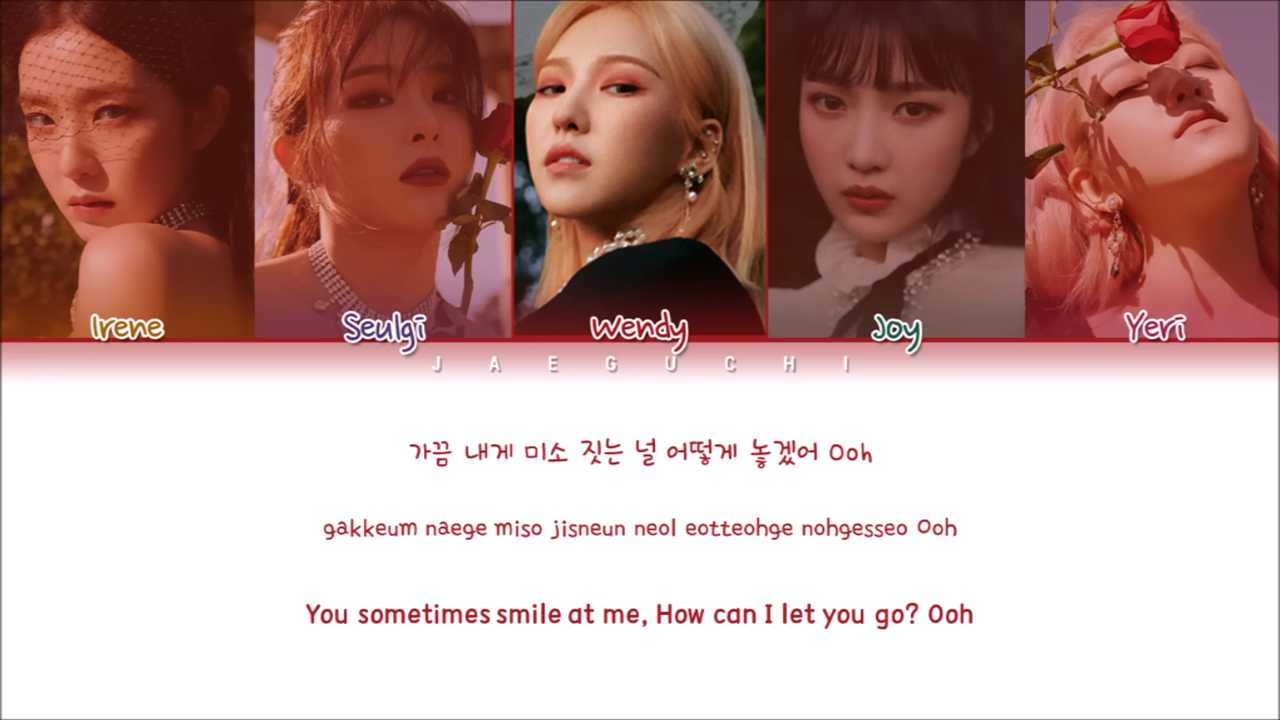 Irene Seulgi Wendy Joy Yeri
JAEGUCHI
가끔 내게 미소 짓는 널 어떻게 놓겠어 Ooh
gakkeum naege miso jisneun neol eotteohge nohgesseo Ooh
You sometimes smile at me, How can I let you go? Ooh